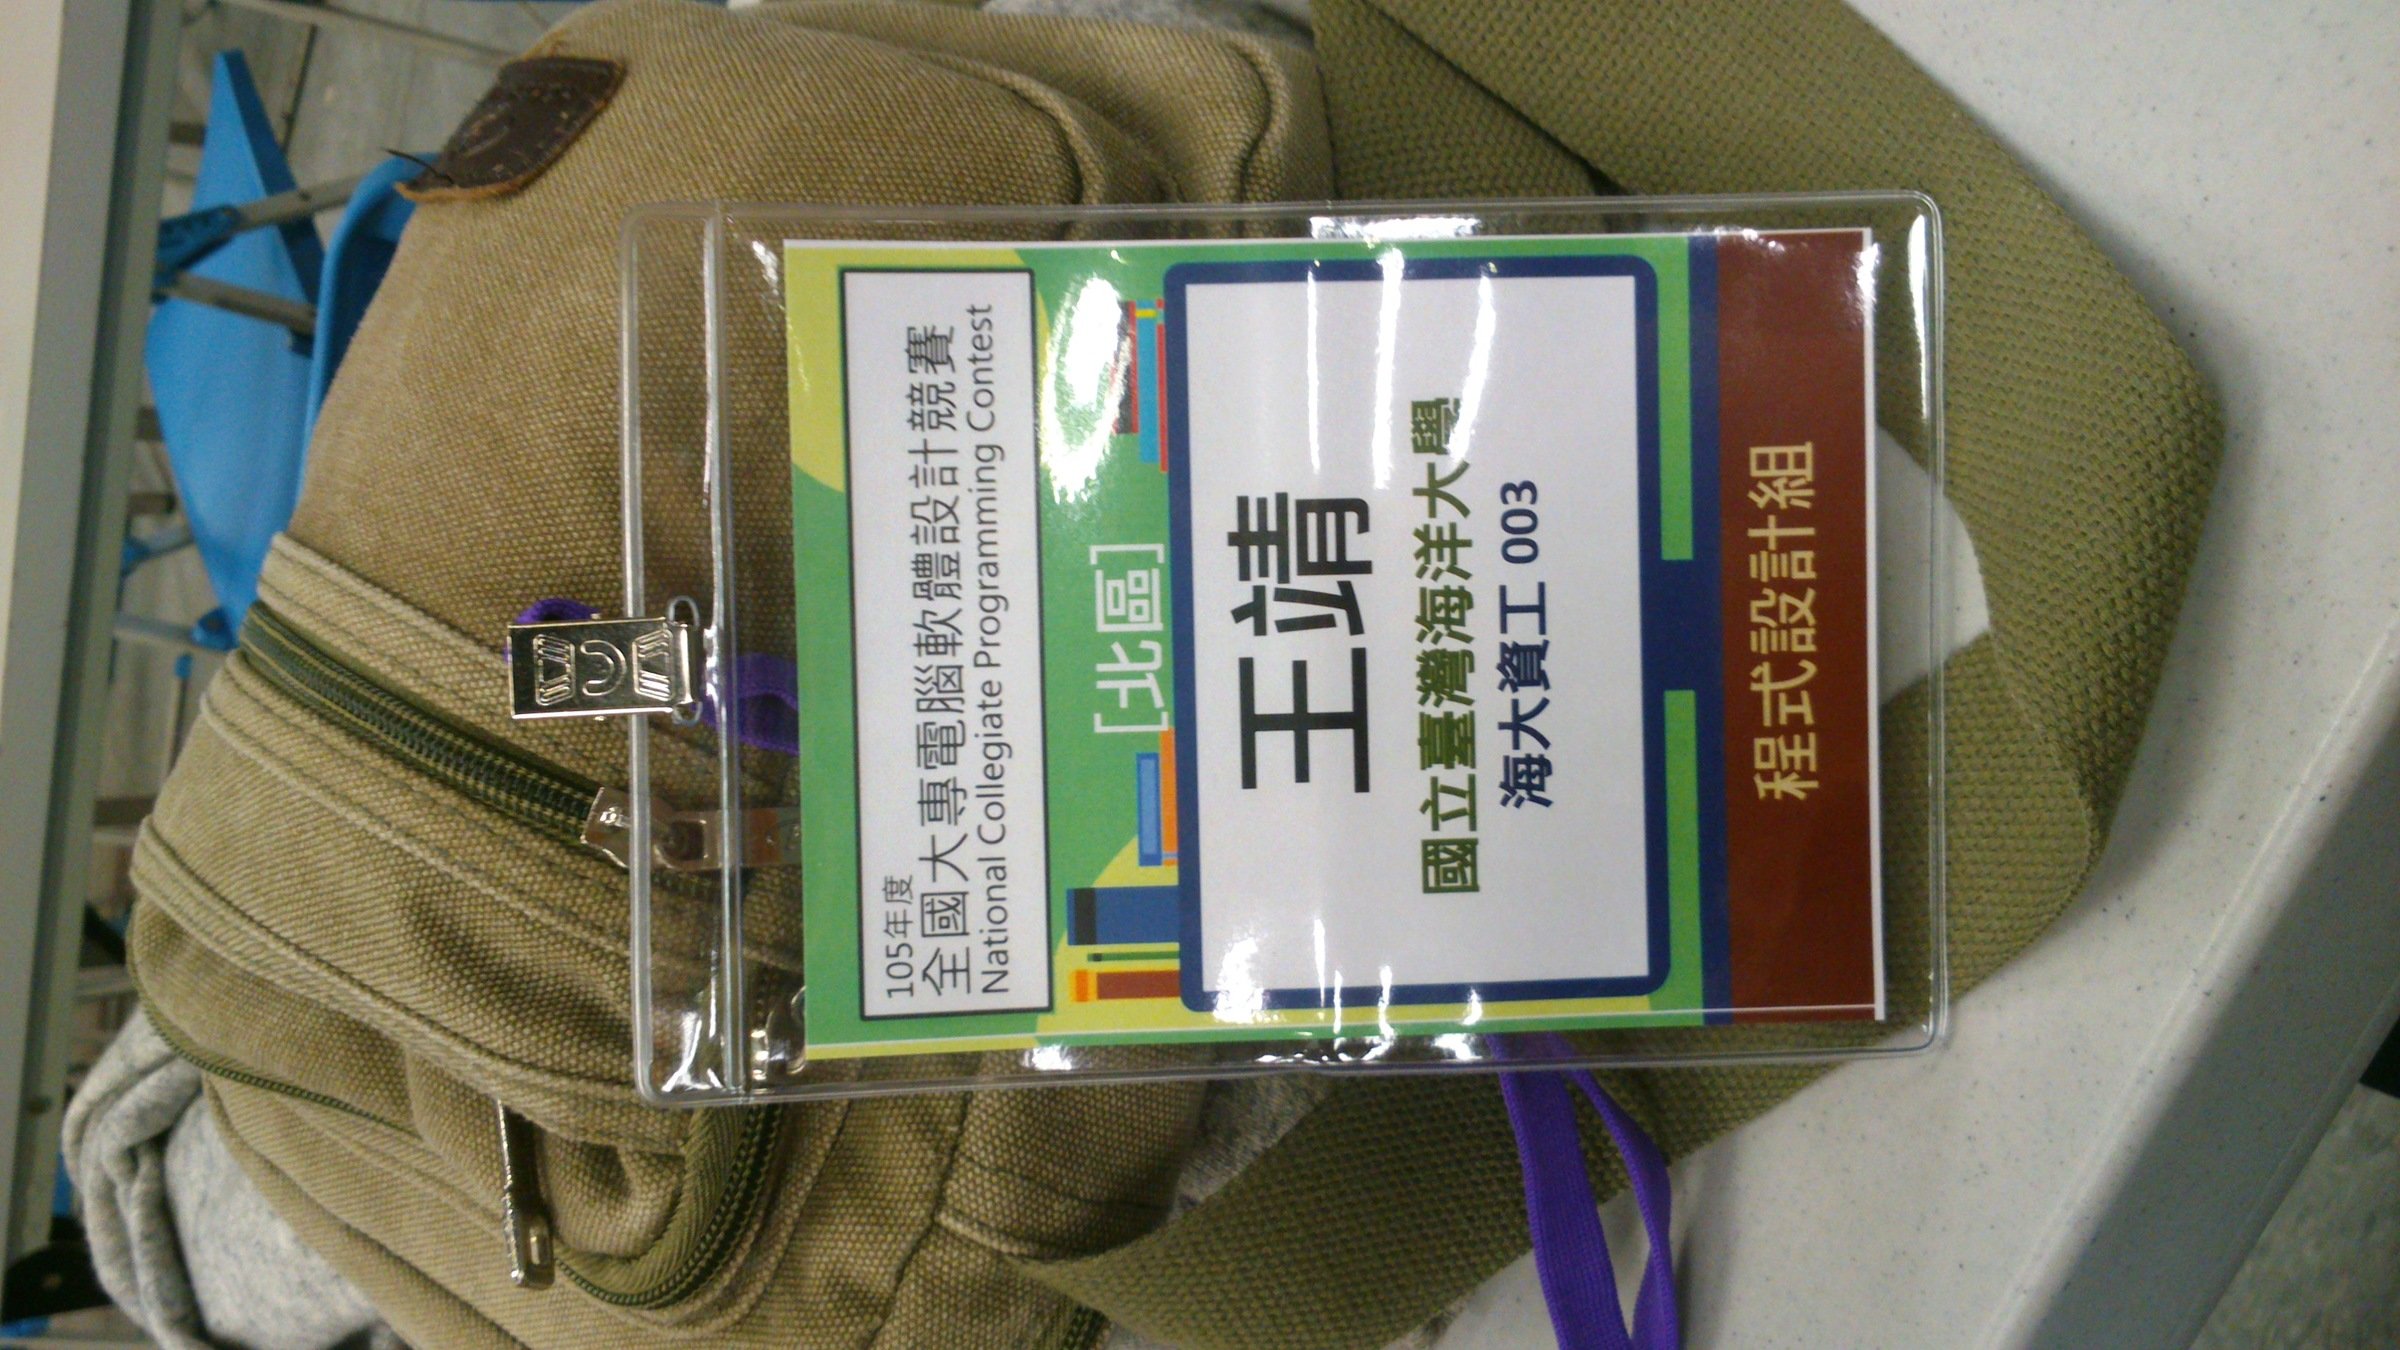 105年度
全國大專電腦軟體設計競賽
National Collegiate Programming Contest
[北區]
王靖
國立臺灣海洋大學
海大資工 003
程式設計組